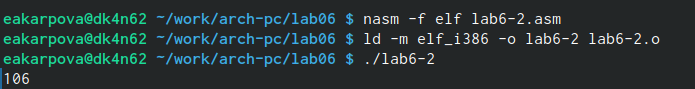 eakarpova@dk4n62 ~/work/arch-pc/lab06 $ nasm -f elf lab6-2.asm
eakarpova@dk4n62 ~/work/arch-pc/lab06 $ ld -m elf_i386 -o lab6-2 lab6-2.o
eakarpova@dk4n62 ~/work/arch-pc/lab06 $ ./lab6-2
106